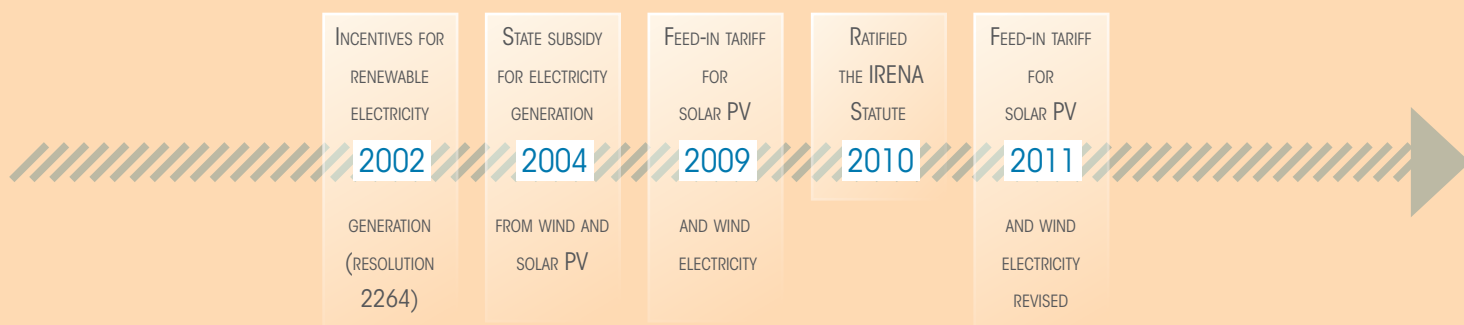 Incentives for
renewable
electricity
2002
generation
(resolution
2264)
State subsidy
for electricity
generation
2004
from wind and
solar PV
Feed-in tariff
for
solar PV
2009
and wind
electricity
Ratified
the IRENA
Statute
2010
Feed-in tariff
for
solar PV
2011
and wind
electricity
revised